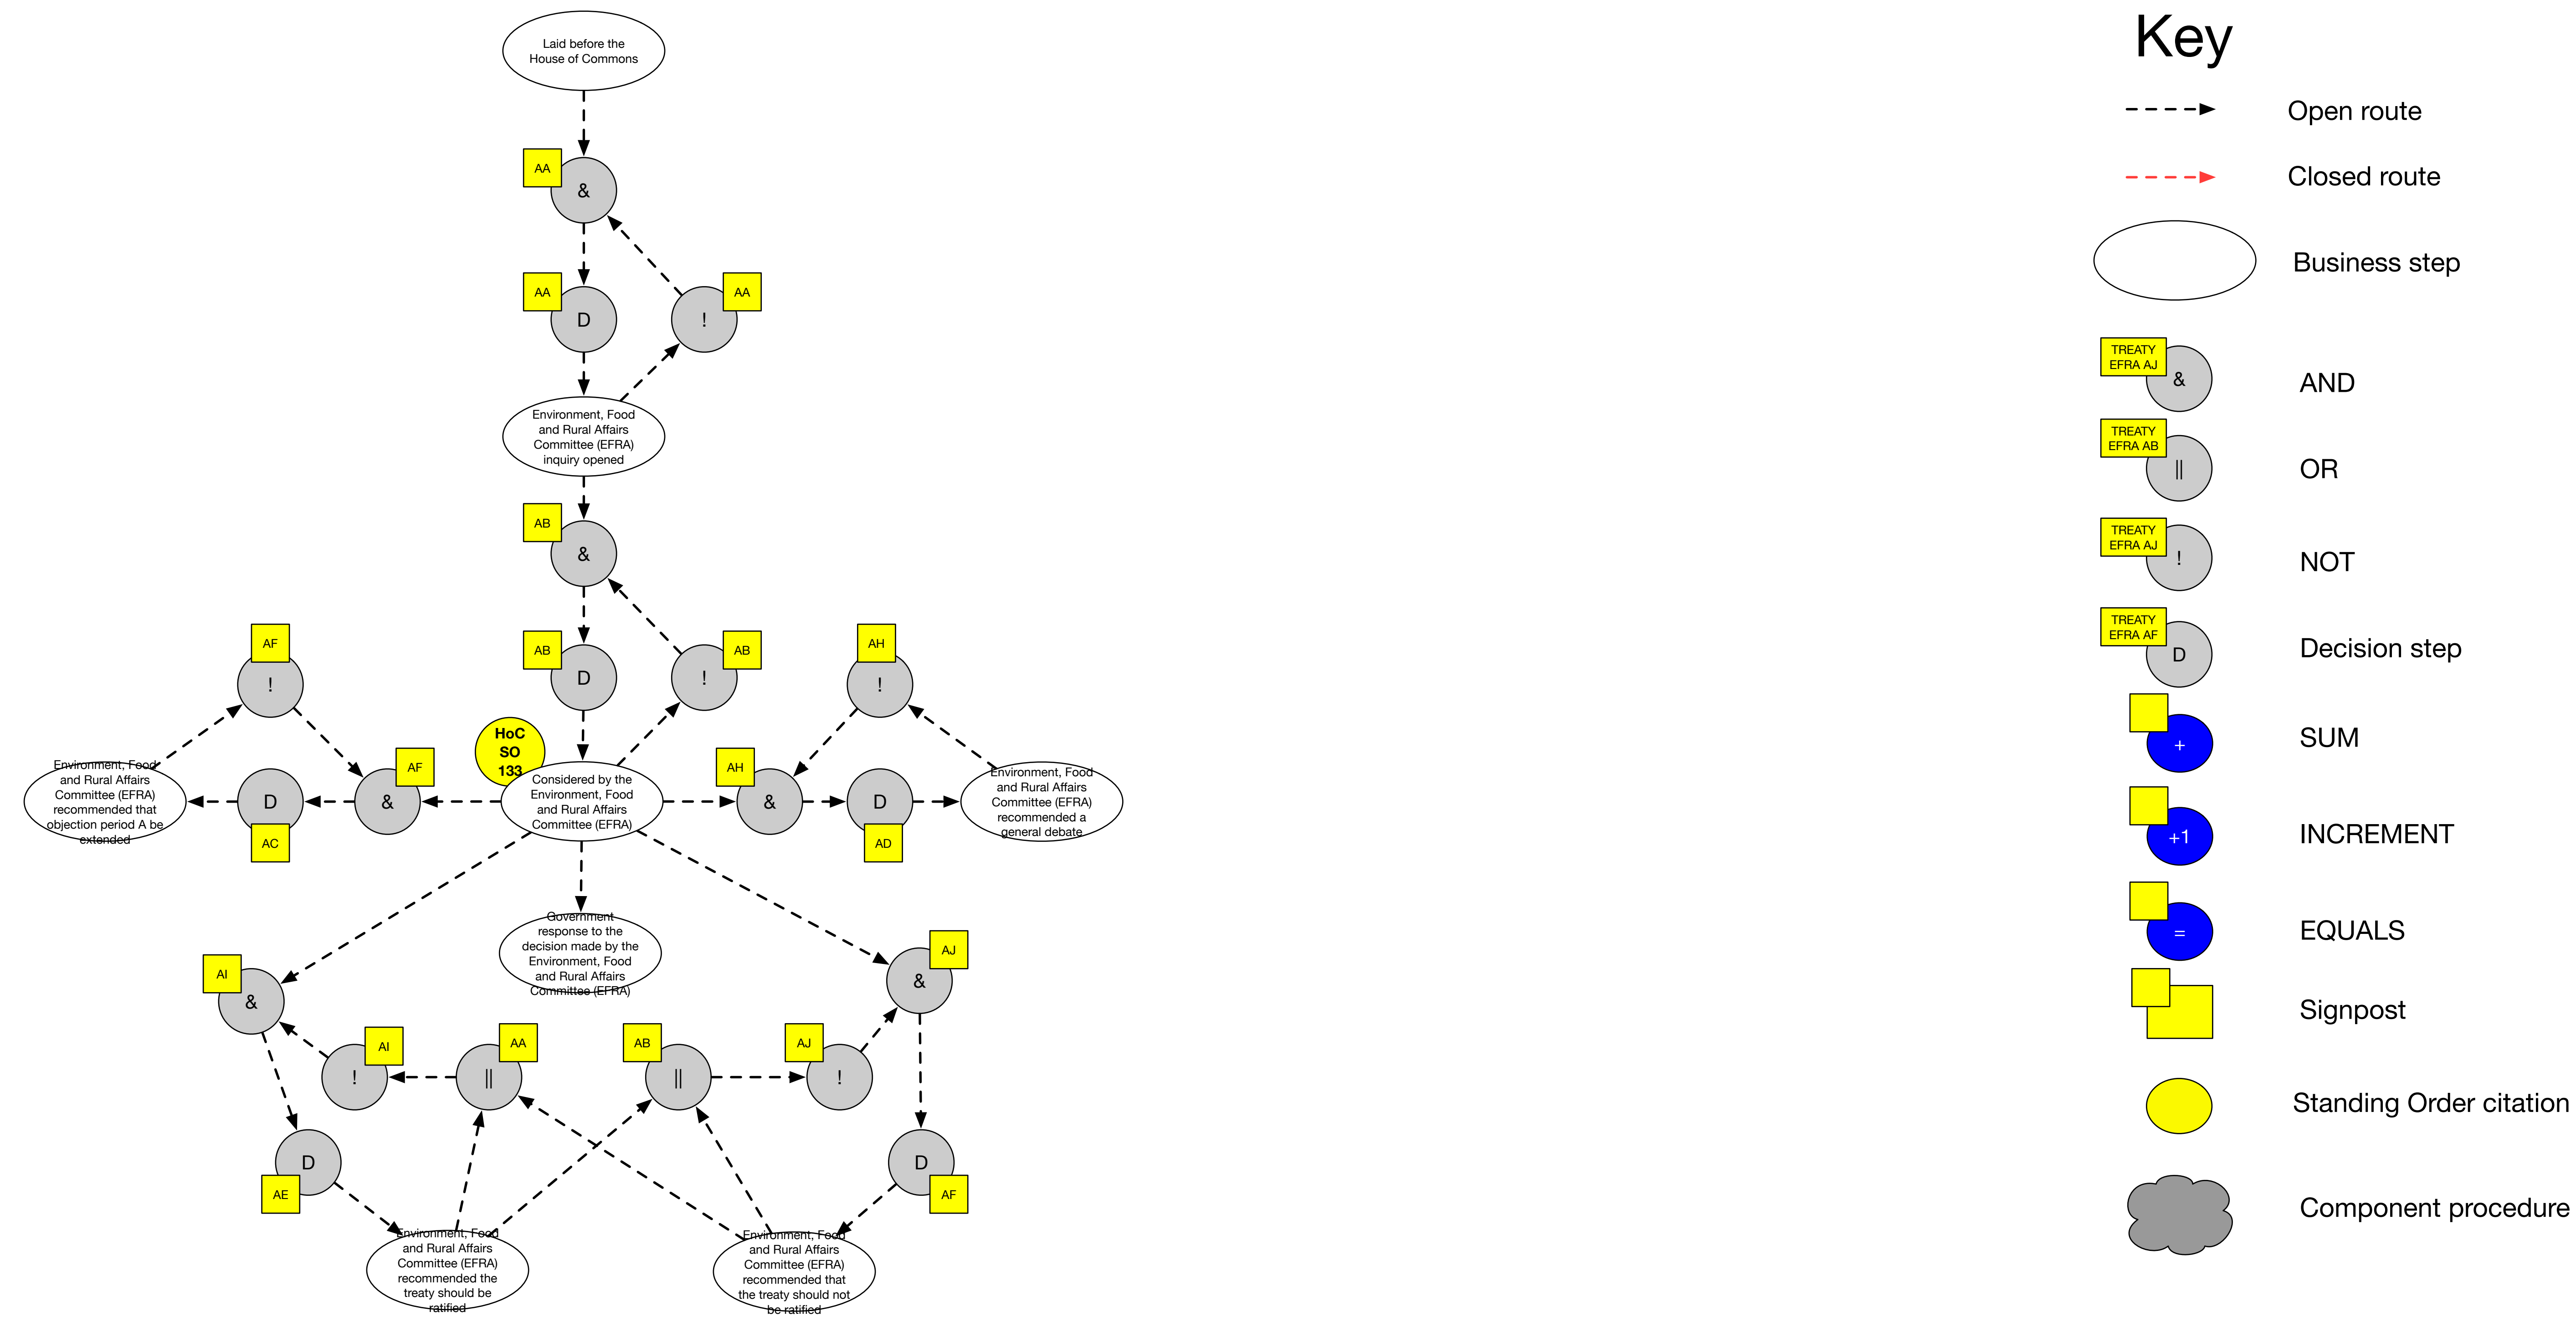 Laid before the
House of Commons
AA
&
AA
D
!
AA
Environment, Food
and Rural Affairs
Committee (EFRA)
inquiry opened
AB
&
AB
D
!
AB
AF
!
AH
!
HoC
SO
133
Environment, Food
and Rural Affairs
Committee (EFRA)
recommended that
objection period A be
extended
D
AC
AF
&
Considered by the
Environment, Food
and Rural Affairs
Committee (EFRA)
AH
&
D
AD
Environment, Food
and Rural Affairs
Committee (EFRA)
recommended a
general debate
Government
response to the
decision made by the
Environment, Food
and Rural Affairs
Committee (EFRA)
AI
&
AJ
&
AI
!
AA
||
AB
||
AJ
!
D
AE
D
AF
Environment, Food
and Rural Affairs
Committee (EFRA)
recommended the
treaty should be
ratified
Environment, Food
and Rural Affairs
Committee (EFRA)
recommended that
the treaty should not
be ratified
Key
Open route
Closed route
Business step
TREATY
EFRA AJ
&
AND
TREATY
EFRA AB
||
OR
TREATY
EFRA AJ
!
NOT
TREATY
EFRA AF
D
Decision step
+
SUM
+1
INCREMENT
=
EQUALS
Signpost
Standing Order citation
Component procedure